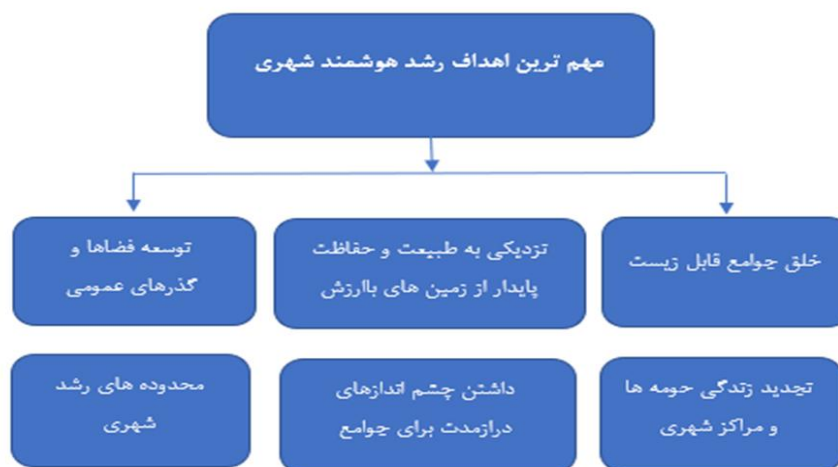 مهم ترین اهداف رشد هوشمند شهری
خلق جوامع قابل زیست
نزدیکی به طبیعت و حفاظت
پایدار از زمین های باارزش
توسعه فضاها و
گذرهای عمومی
تجدید زندگی حومه ها
و مراکز شهری
داشتن چشم اندازهای
درازمدت برای جوامع
محدوده های رشد
شهری